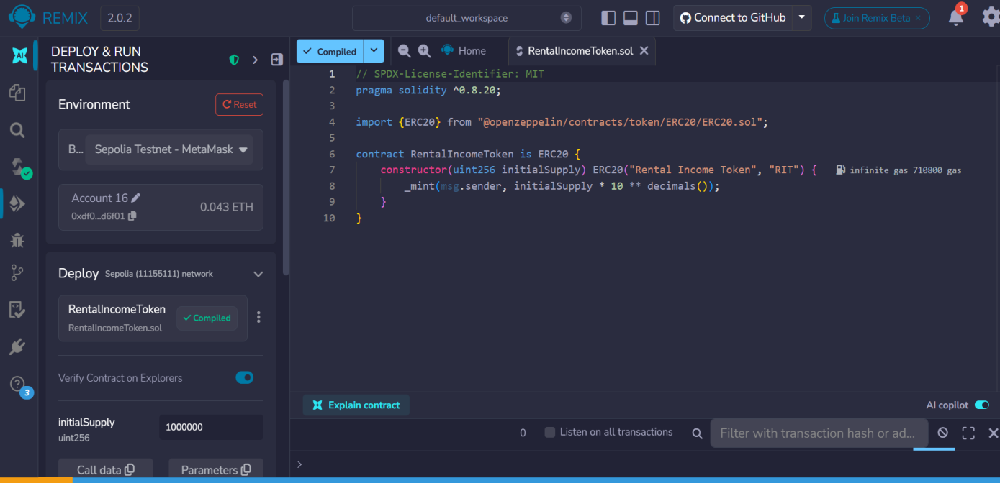 REMIX 2.0.2 default_workspace Connect to GitHub Join Remix Beta × 1
AI
DEPLOY & RUN
TRANSACTIONS
Environment
Reset
B... Sepolia Testnet - MetaMask
Account 16
0xdf0...d6f01
0.043 ETH
Deploy Sepolia (11155111) network
RentalIncomeToken
RentalIncomeToken.sol
Compiled
Verify Contract on Explorers
initialSupply
uint256
1000000
Call data Parameters
3
Compiled Home RentalIncomeToken.sol
1 // SPDX-License-Identifier: MIT
2 pragma solidity ^0.8.20;
3
4 import {ERC20} from "@openzeppelin/contracts/token/ERC20/ERC20.sol";
5
6 contract RentalIncomeToken is ERC20 {
7 constructor(uint256 initialSupply) ERC20("Rental Income Token", "RIT") { infinite gas 710800 gas
8 _mint(msg.sender, initialSupply * 10 ** decimals());
9 }
10 }
Explain contract AI copilot
0 Listen on all transactions Filter with transaction hash or ad...
>